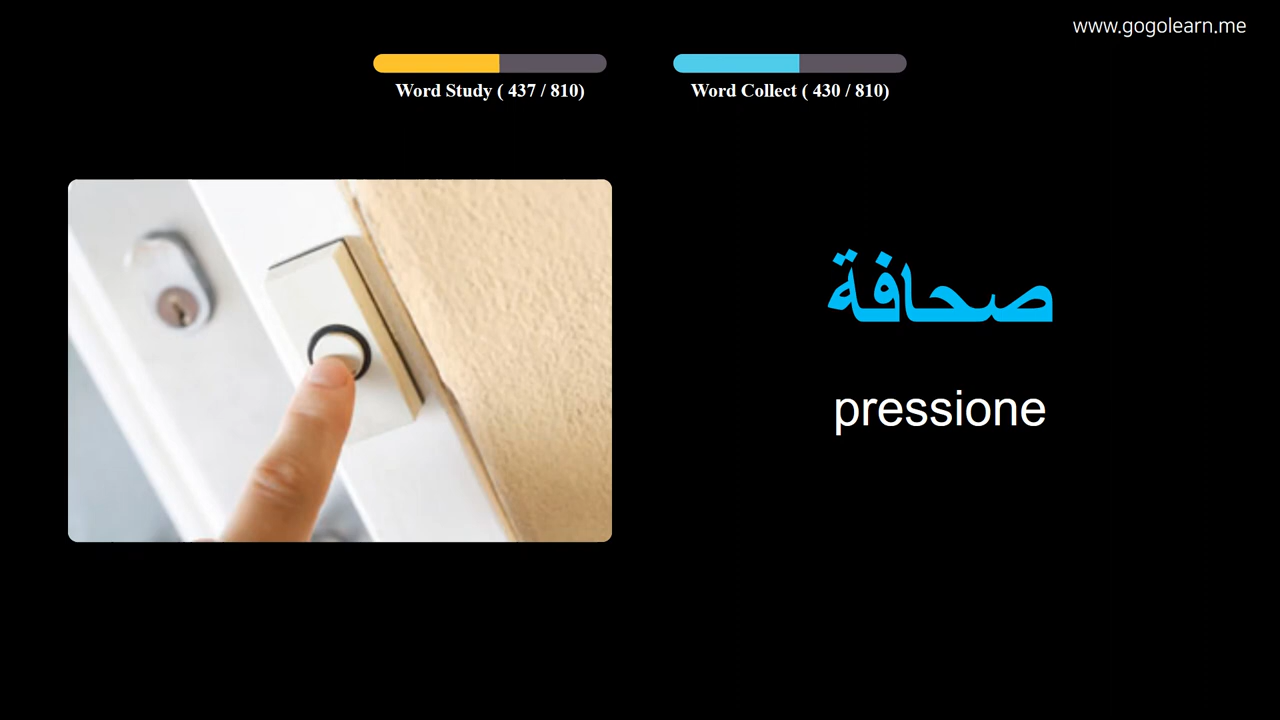 www.gogolearn.me
Word Study ( 437 / 810)
Word Collect ( 430 / 810)
صحافة
pressione